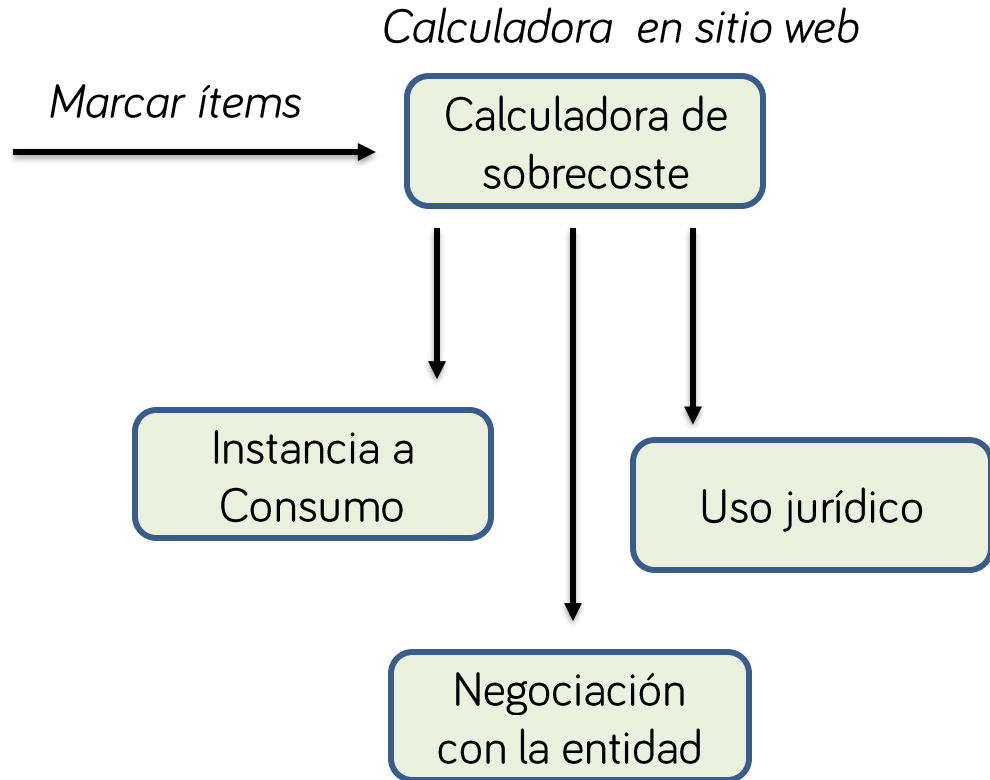 Calculadora en sitio web
Marcar ítems
Calculadora de
sobrecoste
Instancia a
Consumo
Uso jurídico
Negociación
con la entidad